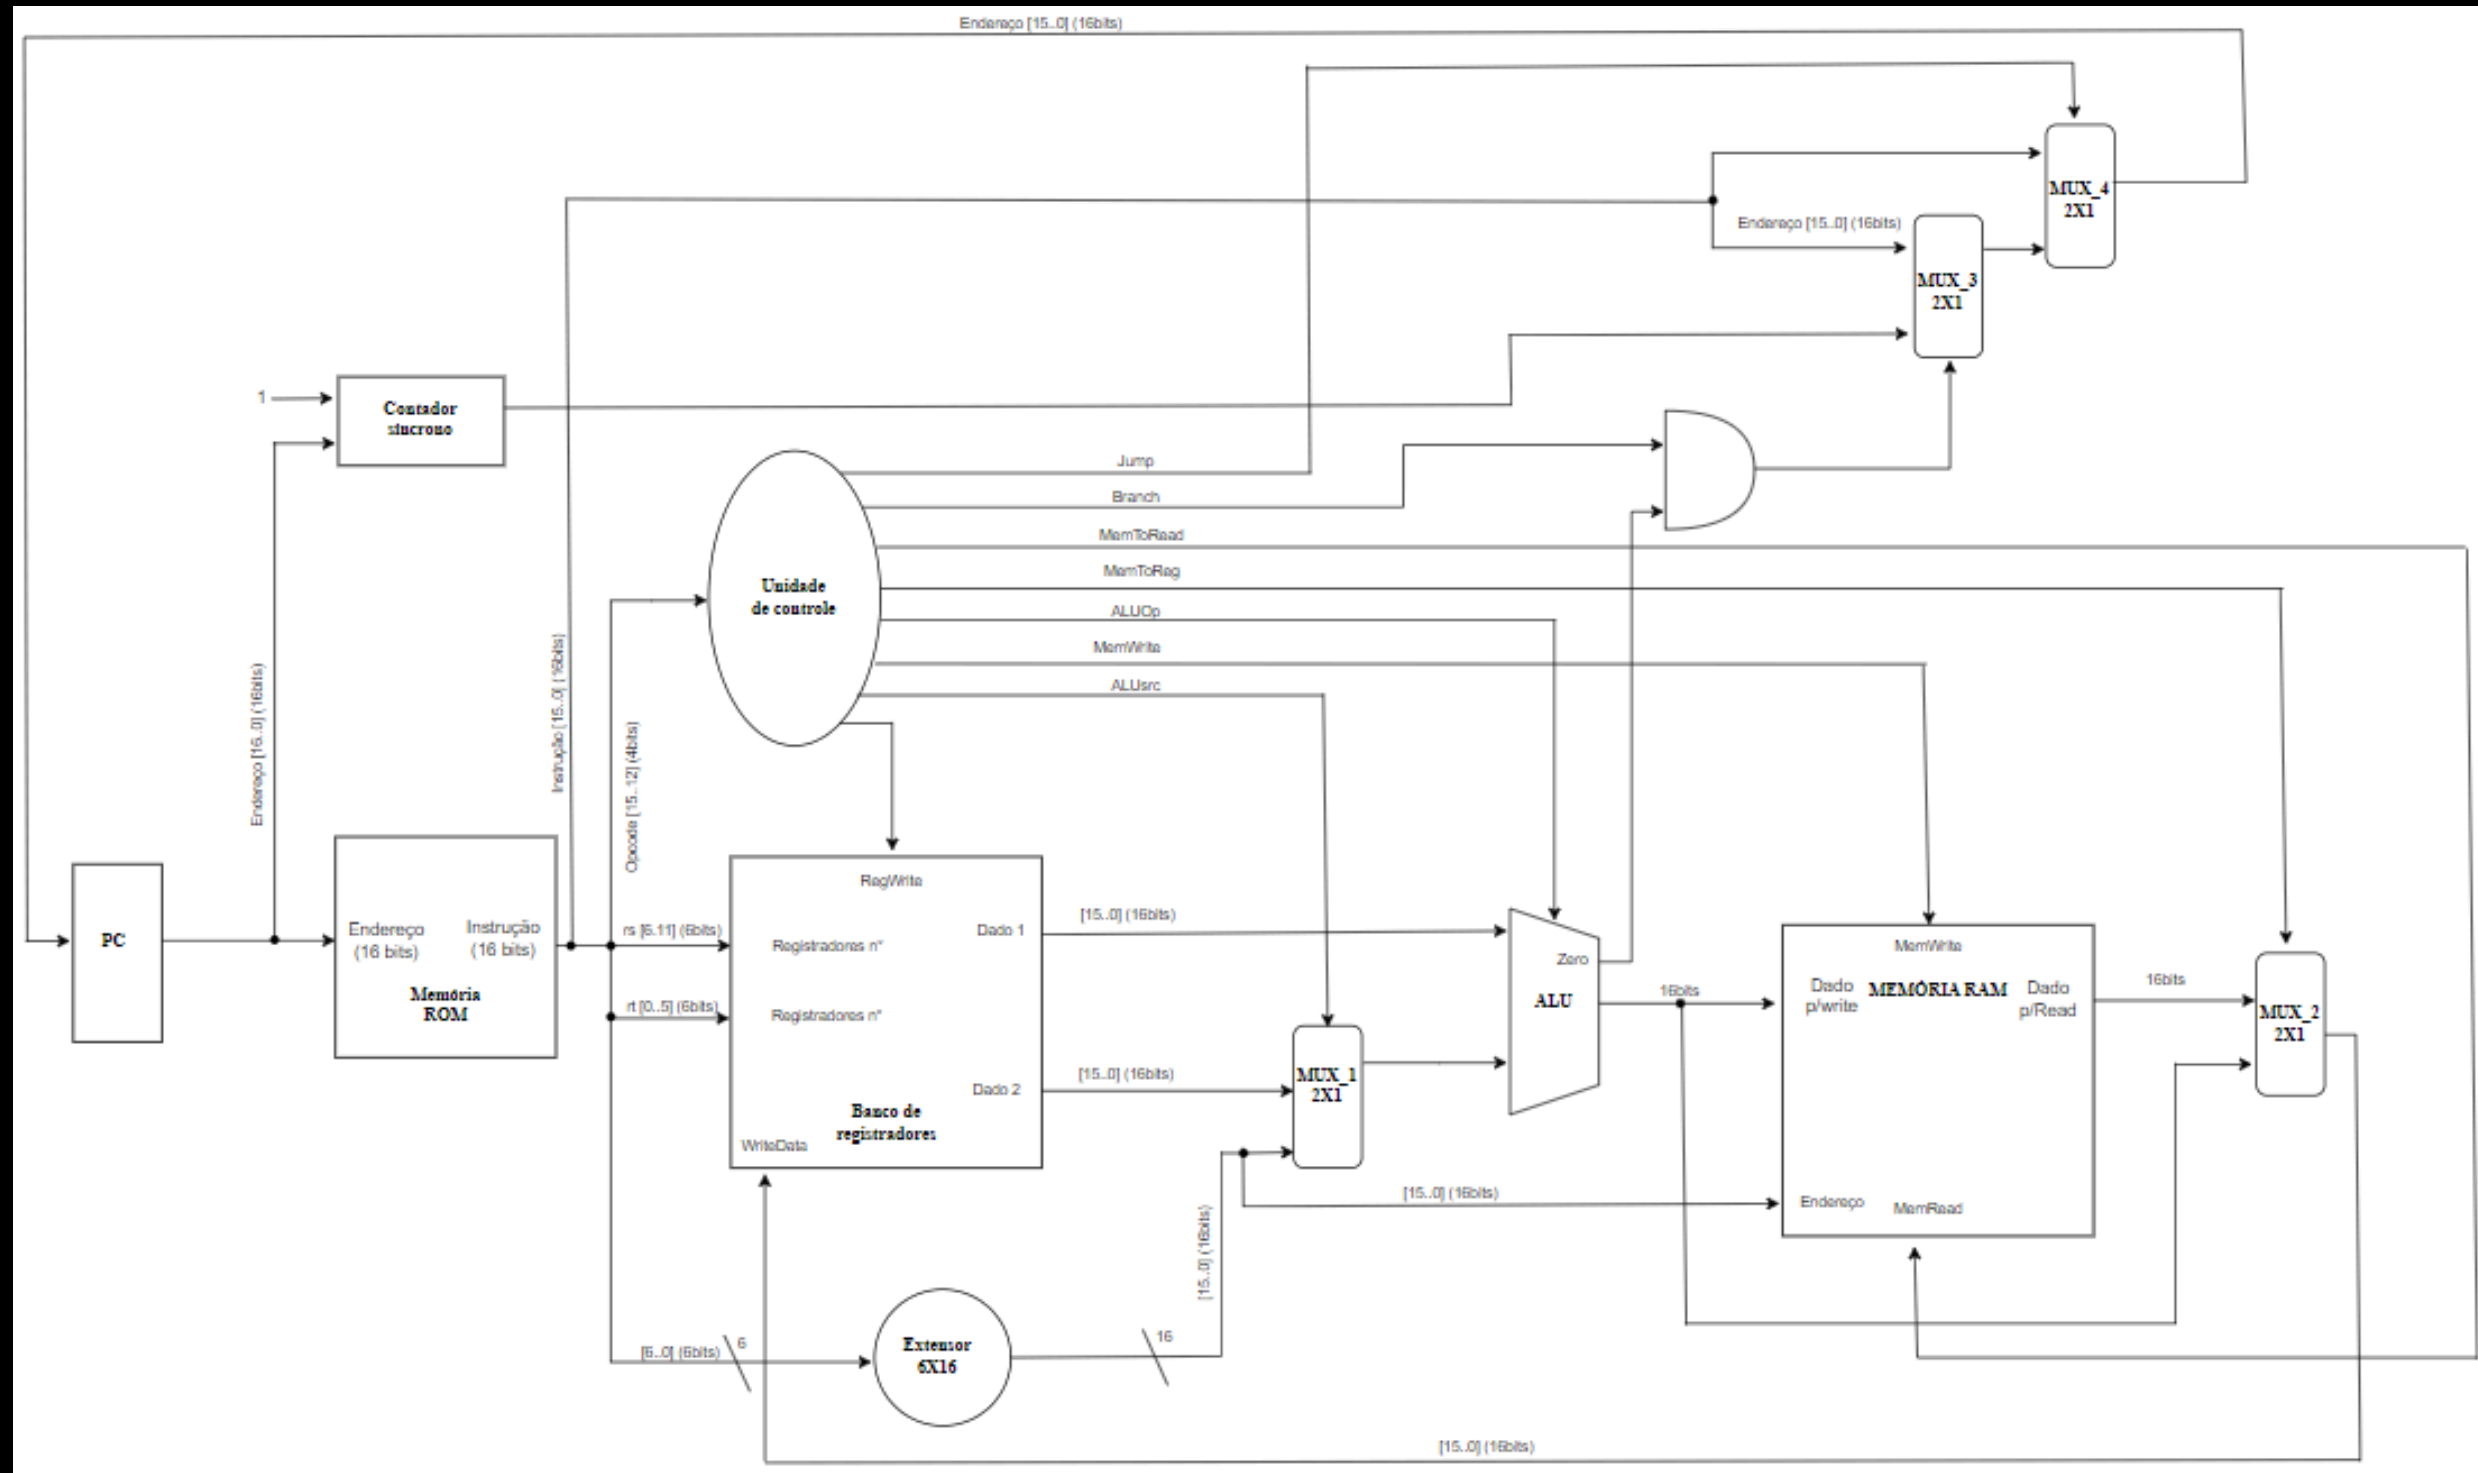 Endereço [15..0] (16bits)
MUX_4
2X1
Endereço [15..0] (16bits)
MUX_3
2X1
1
Contador
síncrono
Jump
Branch
MemToRead
MemToReg
ALUOp
MemWrite
ALUsrc
Unidade
de controle
Endereço [16..0] (16bits)
Instrução [15..0] (16bits)
Opcode [15..12] (4bits)
PC
Endereço
(16 bits)
Instrução
(16 bits)
Memória
ROM
rs [6.11] (6bits)
rt [0..5] (6bits)
RegWrite
Registradores n°
Registradores n°
Dado 1
Dado 2
Banco de
registradores
WriteData
[15..0] (16bits)
[15..0] (16bits)
MUX_1
2X1
Zero
ALU
16bits
MemWrite
Dado
p/write
MEMÓRIA RAM
Dado
p/Read
Endereço
MemRead
16bits
MUX_2
2X1
[15..0] (16bits)
[15..0] (16bits)
[6..0] (6bits)
6
Extensor
6X16
16
[15..0] (16bits)